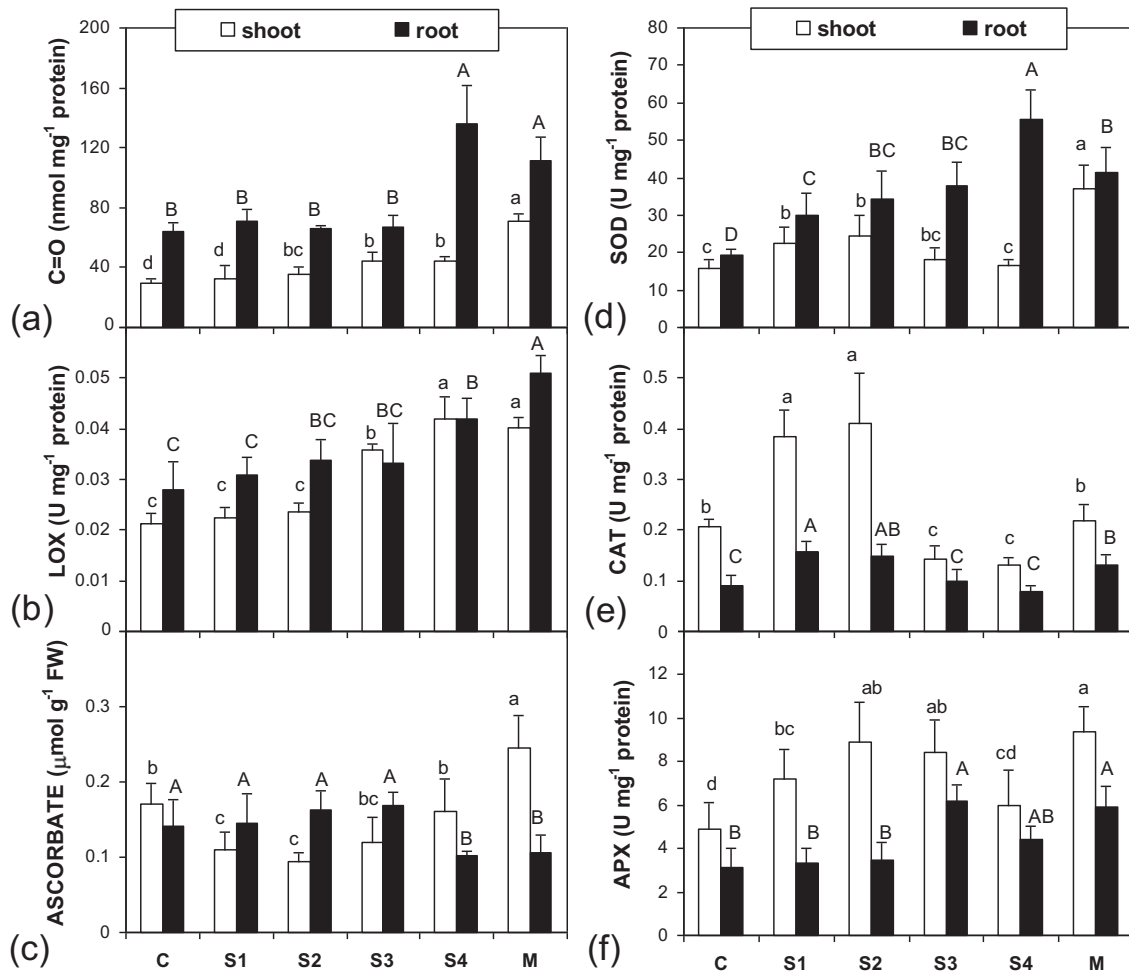 shoot root
200
160
120
80
40
0
C=O (nmol mg⁻¹ protein)
d B d B bc B b B b A a A
(a)
0.05
0.04
0.03
0.02
0.01
0
LOX (U mg⁻¹ protein)
c C c C c BC b BC a B a A
(b)
0.3
0.2
0.1
0
ASCORBATE (µmol g⁻¹ FW)
b A c A c A bc A b B a B
(c)
C S1 S2 S3 S4 M
shoot root
80
70
60
50
40
30
20
10
0
SOD (U mg⁻¹ protein)
c D b C b BC bc BC c A a B
(d)
0.5
0.4
0.3
0.2
0.1
0
CAT (U mg⁻¹ protein)
b C a A a AB c C c C b B
(e)
12
10
8
6
4
2
0
APX (U mg⁻¹ protein)
d B bc B ab B ab A cd AB a A
(f)
C S1 S2 S3 S4 M